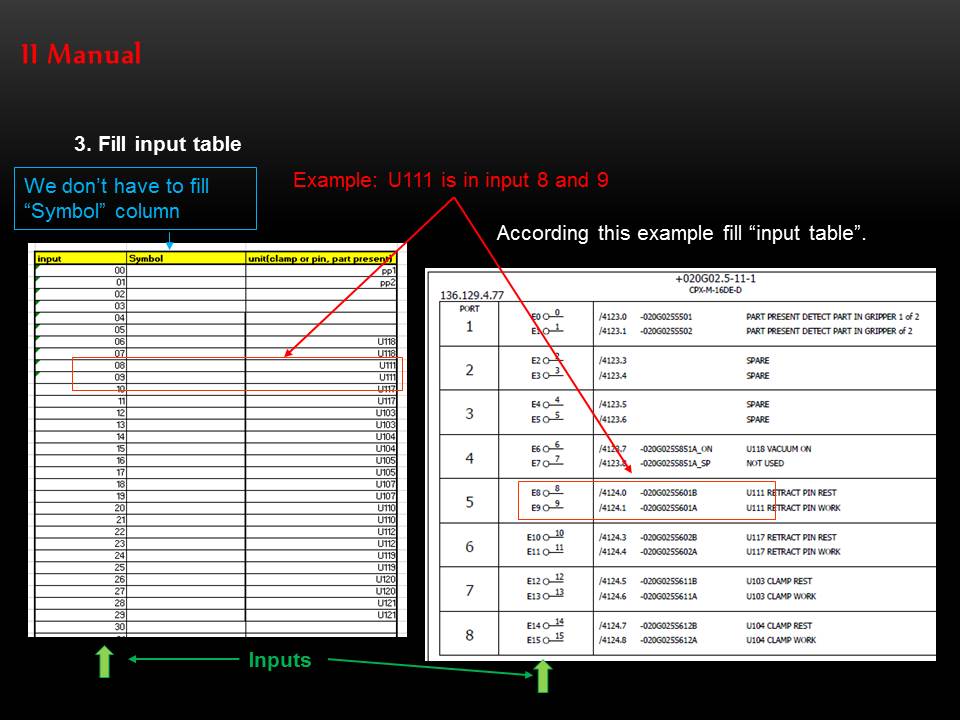 II Manual
3. Fill input table
We don't have to fill
“Symbol” column
Example: U111 is in input 8 and 9
According this example fill “input table”.
input Symbol unit(clamp or pin, part present)
00 pp1
01 pp2
02
03
04
05
06 U118
07 U118
08 U111
09 U111
10 U117
11 U117
12 U103
13 U103
14 U104
15 U104
16 U105
17 U105
18 U107
19 U107
20 U110
21 U110
22 U112
23 U112
24 U119
25 U119
26 U120
27 U120
28 U121
29 U121
30
+020G02.5-11-1
CPX-M-16DE-D
136.129.4.77
PORT
1
E0 0 /4123.0 -020G02S5501 PART PRESENT DETECT PART IN GRIPPER 1 of 2
E1 1 /4123.1 -020G02S5502 PART PRESENT DETECT PART IN GRIPPER of 2
2
E2 2 /4123.3 SPARE
E3 3 /4123.4 SPARE
3
E4 4 /4123.5 SPARE
E5 5 /4123.6 SPARE
4
E6 6 /4123.7 -020G02S5851A_ON U118 VACUUM ON
E7 7 /4123.8 -020G02S5851A_SP NOT USED
5
E8 8 /4124.0 -020G02S5601B U111 RETRACT PIN REST
E9 9 /4124.1 -020G02S5601A U111 RETRACT PIN WORK
6
E10 10 /4124.3 -020G02S5602B U117 RETRACT PIN REST
E11 11 /4124.4 -020G02S5602A U117 RETRACT PIN WORK
7
E12 12 /4124.5 -020G02S5611B U103 CLAMP REST
E13 13 /4124.6 -020G02S5611A U103 CLAMP WORK
8
E14 14 /4124.7 -020G02S5612B U104 CLAMP REST
E15 15 /4124.8 -020G02S5612A U104 CLAMP WORK
Inputs